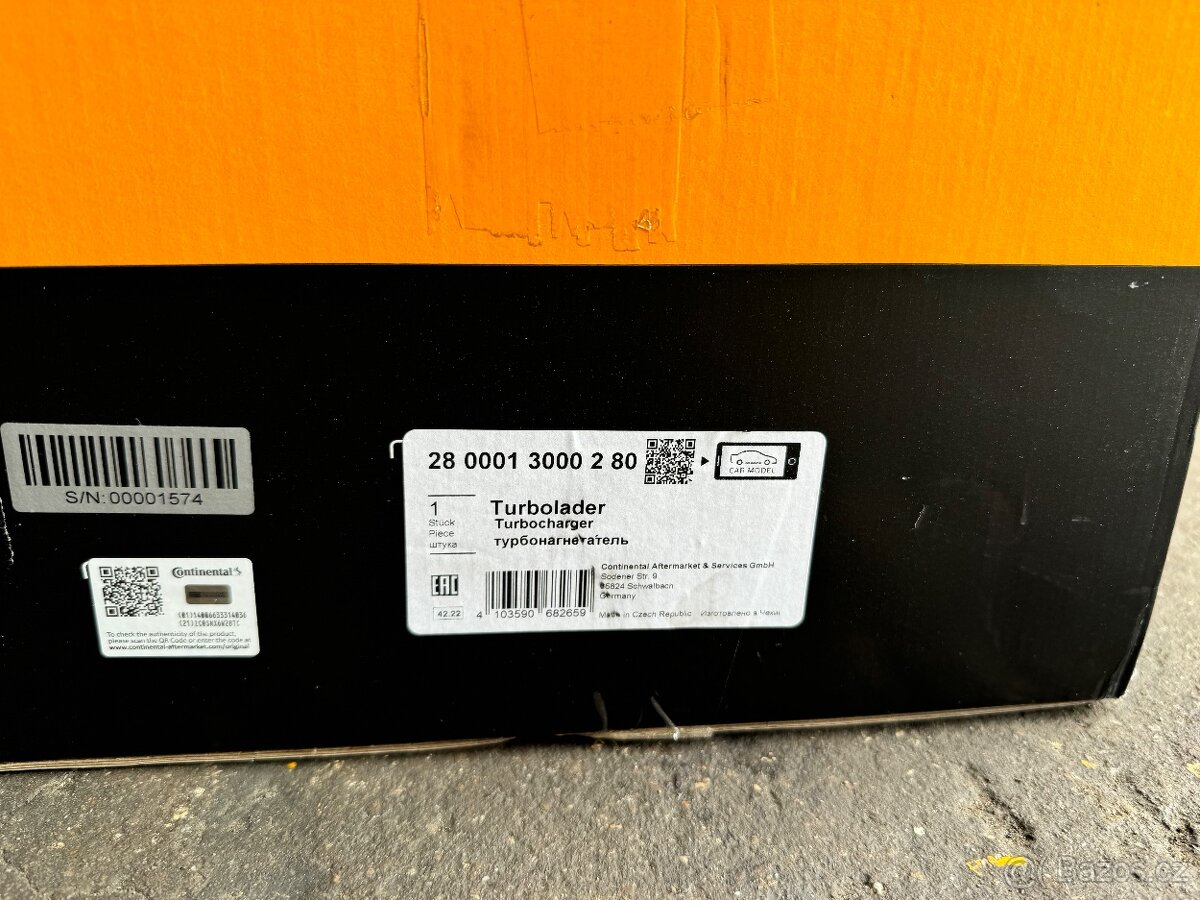 S/N:00001574
Continental
To check the authenticity of the product,
please scan the QR Code or enter the code at
www.continental-aftermarket.com/original
28 0001 3000 2 80
CAR MODEL
1
Stück
Piece
штука
Turbolader
Turbocharger
турбонагнетатель
Continental Aftermarket & Services GmbH
Sodener Str. 9
65824 Schwalbach
Germany
EAC
42.22
4 103590 682659
Made in Czech Republic Изготовлено в Чехии
Bazos.cz